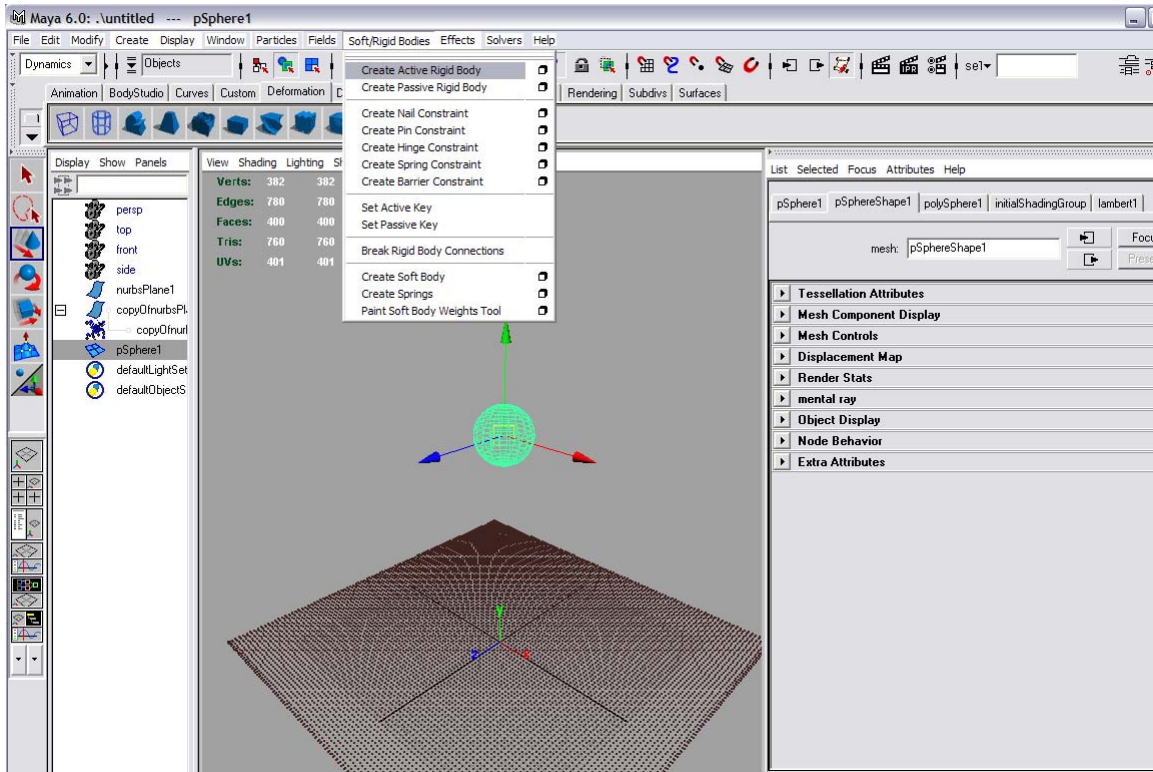 Maya 6.0: .\untitled --- pSphere1
File Edit Modify Create Display Window Particles Fields Soft/Rigid Bodies Effects Solvers Help
Dynamics Objects sel
Animation BodyStudio Curves Custom Deformation Rendering Subdivs Surfaces
Create Active Rigid Body
Create Passive Rigid Body
Create Nail Constraint
Create Pin Constraint
Create Hinge Constraint
Create Spring Constraint
Create Barrier Constraint
Set Active Key
Set Passive Key
Break Rigid Body Connections
Create Soft Body
Create Springs
Paint Soft Body Weights Tool
Display Show Panels
persp
top
front
side
nurbsPlane1
copyOfnurbsPl
copyOfnurl
pSphere1
defaultLightSet
defaultObjectS
View Shading Lighting
Verts: 382 382
Edges: 780 780
Faces: 400 400
Tris: 760 760
UVs: 401 401
y
z x
List Selected Focus Attributes Help
pSphere1 pSphereShape1 polySphere1 initialShadingGroup lambert1
mesh: pSphereShape1 Focu
Prese
Tessellation Attributes
Mesh Component Display
Mesh Controls
Displacement Map
Render Stats
mental ray
Object Display
Node Behavior
Extra Attributes